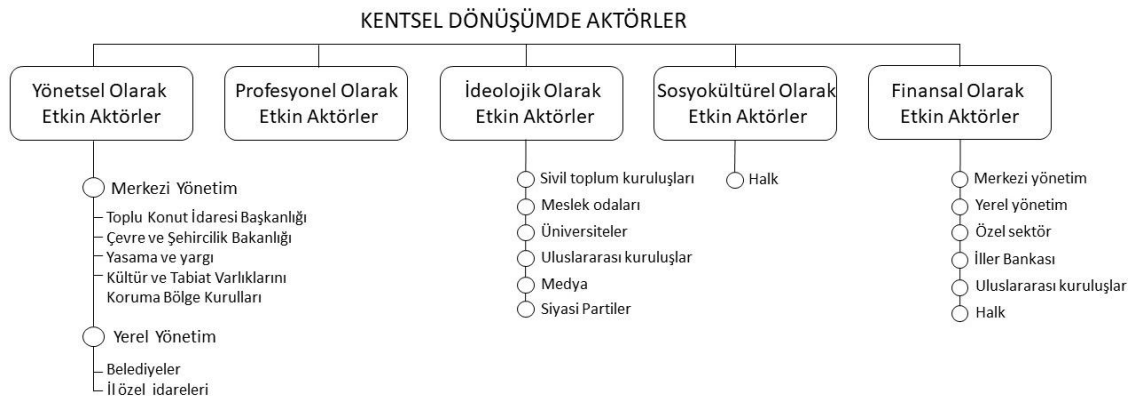 KENTSEL DÖNÜŞÜMDE AKTÖRLER
Yönetsel Olarak
Etkin Aktörler
Profesyonel Olarak
Etkin Aktörler
İdeolojik Olarak
Etkin Aktörler
Sosyokültürel Olarak
Etkin Aktörler
Finansal Olarak
Etkin Aktörler
Merkezi Yönetim
Toplu Konut İdaresi Başkanlığı
Çevre ve Şehircilik Bakanlığı
Yasama ve yargı
Kültür ve Tabiat Varlıklarını
Koruma Bölge Kurulları
Yerel Yönetim
Belediyeler
İl özel idareleri
Sivil toplum kuruluşları
Meslek odaları
Üniversiteler
Uluslararası kuruluşlar
Medya
Siyasi Partiler
Halk
Merkezi yönetim
Yerel yönetim
Özel sektör
İller Bankası
Uluslararası kuruluşlar
Halk